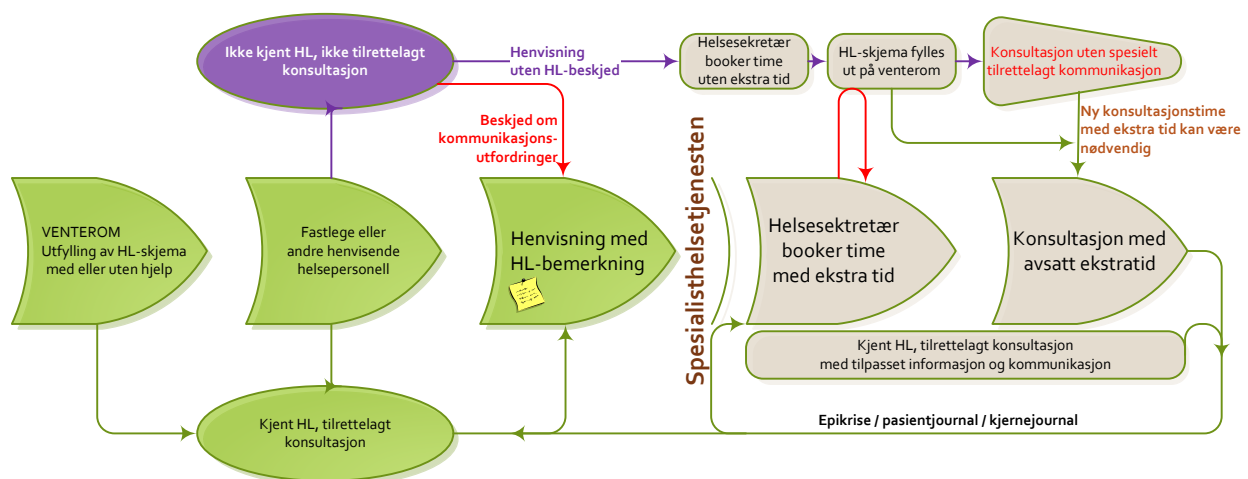 Ikke kjent HL, ikke tilrettelagt
konsultasjon
Henvisning
uten HL-beskjed
Helsesekretær
booker time
uten ekstra tid
HL-skjema fylles
ut på venterom
Konsultasjon uten spesielt
tilrettelagt kommunikasjon
Beskjed om
kommunikasjons-
utfordringer
Ny konsultasjonstime
med ekstra tid kan være
nødvendig
VENTEROM
Utfylling av HL-skjema
med eller uten hjelp
Fastlege eller
andre henvisende
helsepersonell
Henvisning med
HL-bemerkning
Spesialisthelsetjenesten
Helsesektretær
booker time
med ekstra tid
Konsultasjon med
avsatt ekstratid
Kjent HL, tilrettelagt konsultasjon
med tilpasset informasjon og kommunikasjon
Kjent HL, tilrettelagt
konsultasjon
Epikrise / pasientjournal / kjernejournal